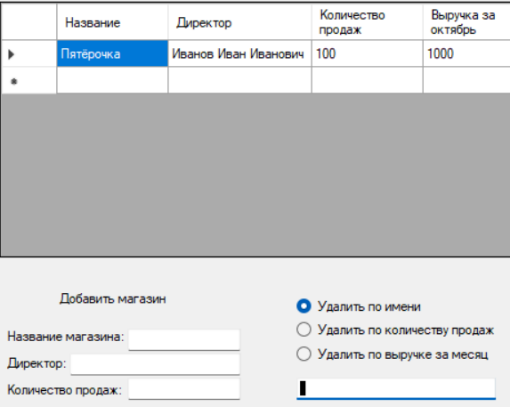 Название Директор Количество продаж Выручка за октябрь
Пятёрочка Иванов Иван Иванович 100 1000
Добавить магазин
Название магазина:
Директор:
Количество продаж:
Удалить по имени
Удалить по количеству продаж
Удалить по выручке за месяц